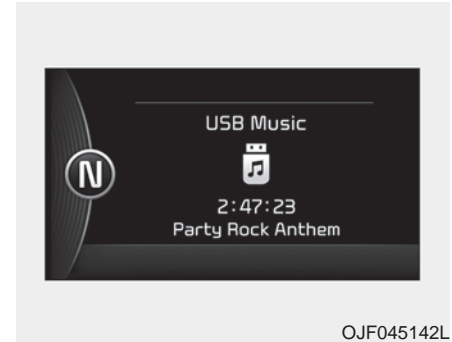 USB Music
N
2:47:23
Party Rock Anthem
OJF045142L